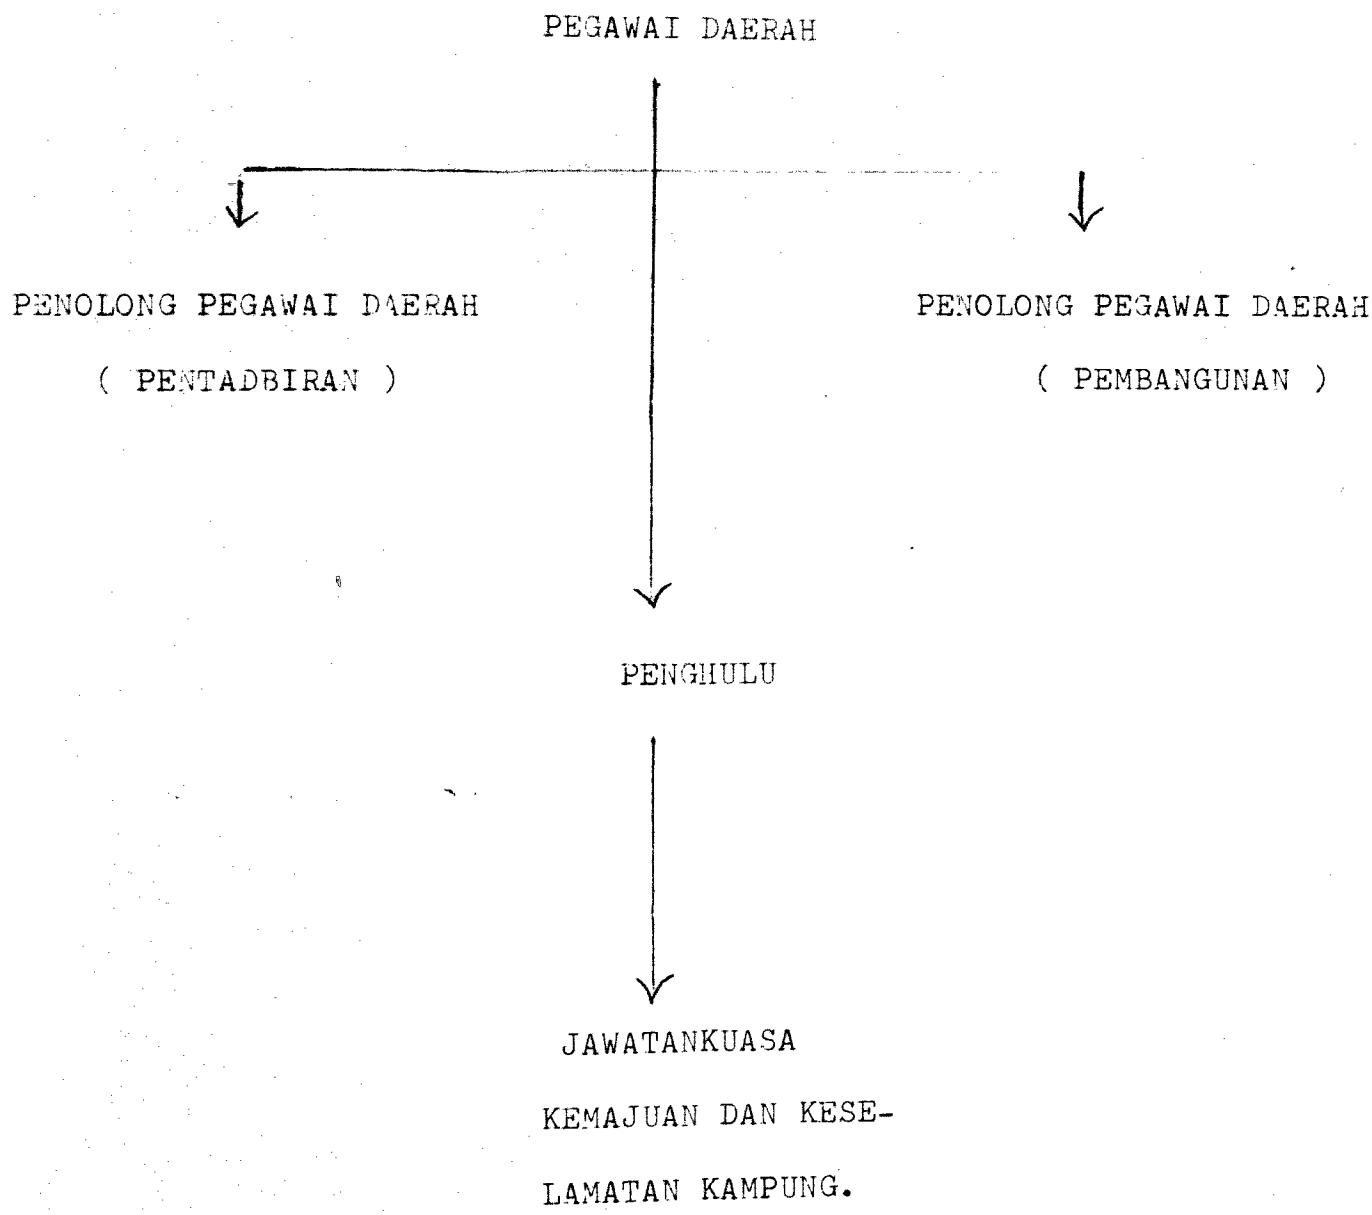 PEGAWAI DAERAH
PENOLONG PEGAWAI DAERAH
( PENTADBIRAN )
PENOLONG PEGAWAI DAERAH
( PEMBANGUNAN )
PENGHULU
JAWATANKUASA
KEMAJUAN DAN KESE-
LAMATAN KAMPUNG.